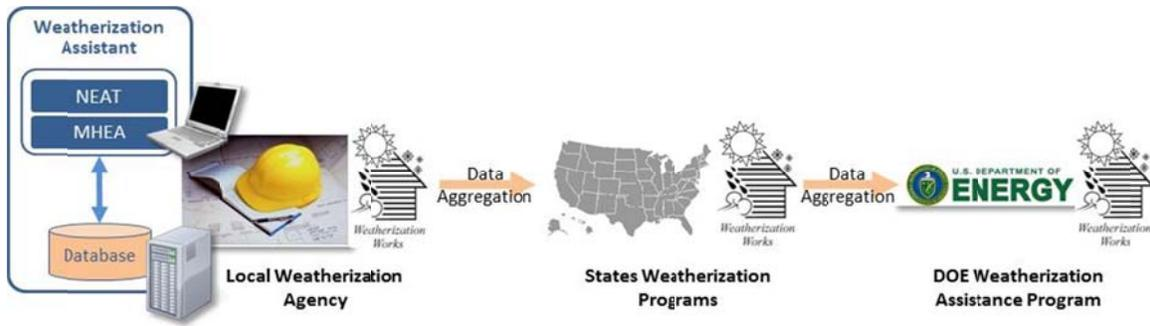 Weatherization
Assistant
NEAT
MHEA
Database
Local Weatherization
Agency
Weatherization
Works
Data
Aggregation
Weatherization
Works
States Weatherization
Programs
Data
Aggregation
U.S. DEPARTMENT OF
ENERGY
Weatherization
Works
DOE Weatherization
Assistance Program